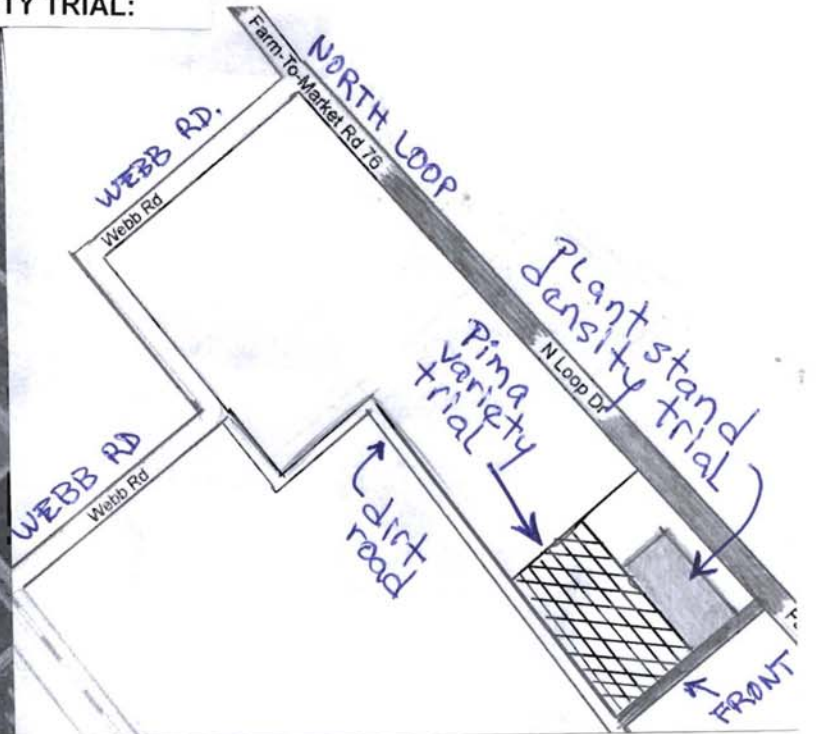 TY TRIAL:
Farm-To-Market Rd 76
NORTH LOOP
WEBB RD.
Webb Rd
Plant stand
density trial
N Loop Dr
Pima
variety
trial
WEBB RD
Webb Rd
dirt
road
FRONT